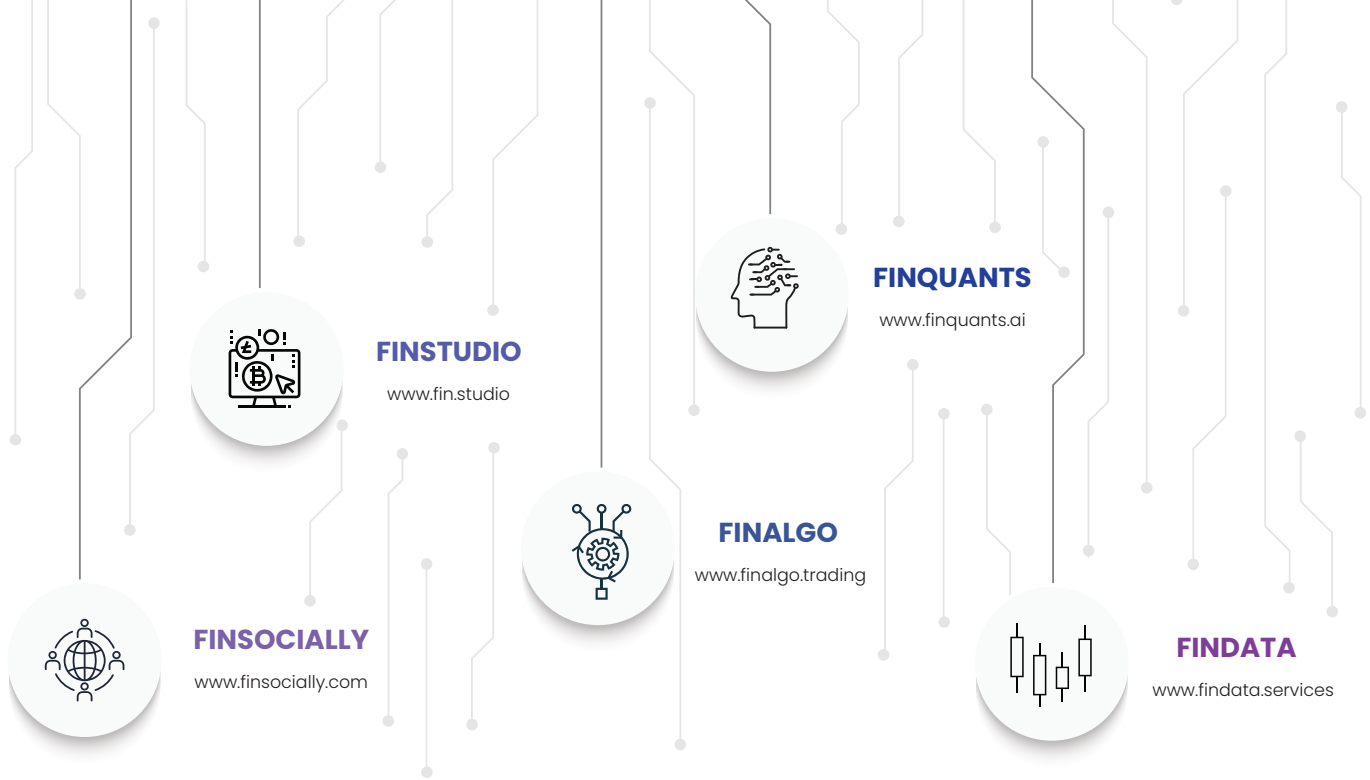 FINQUANTS
www.finquants.ai
FINSTUDIO
www.fin.studio
FINALGO
www.finalgo.trading
FINSOCIALLY
www.finsocially.com
FINDATA
www.findata.services